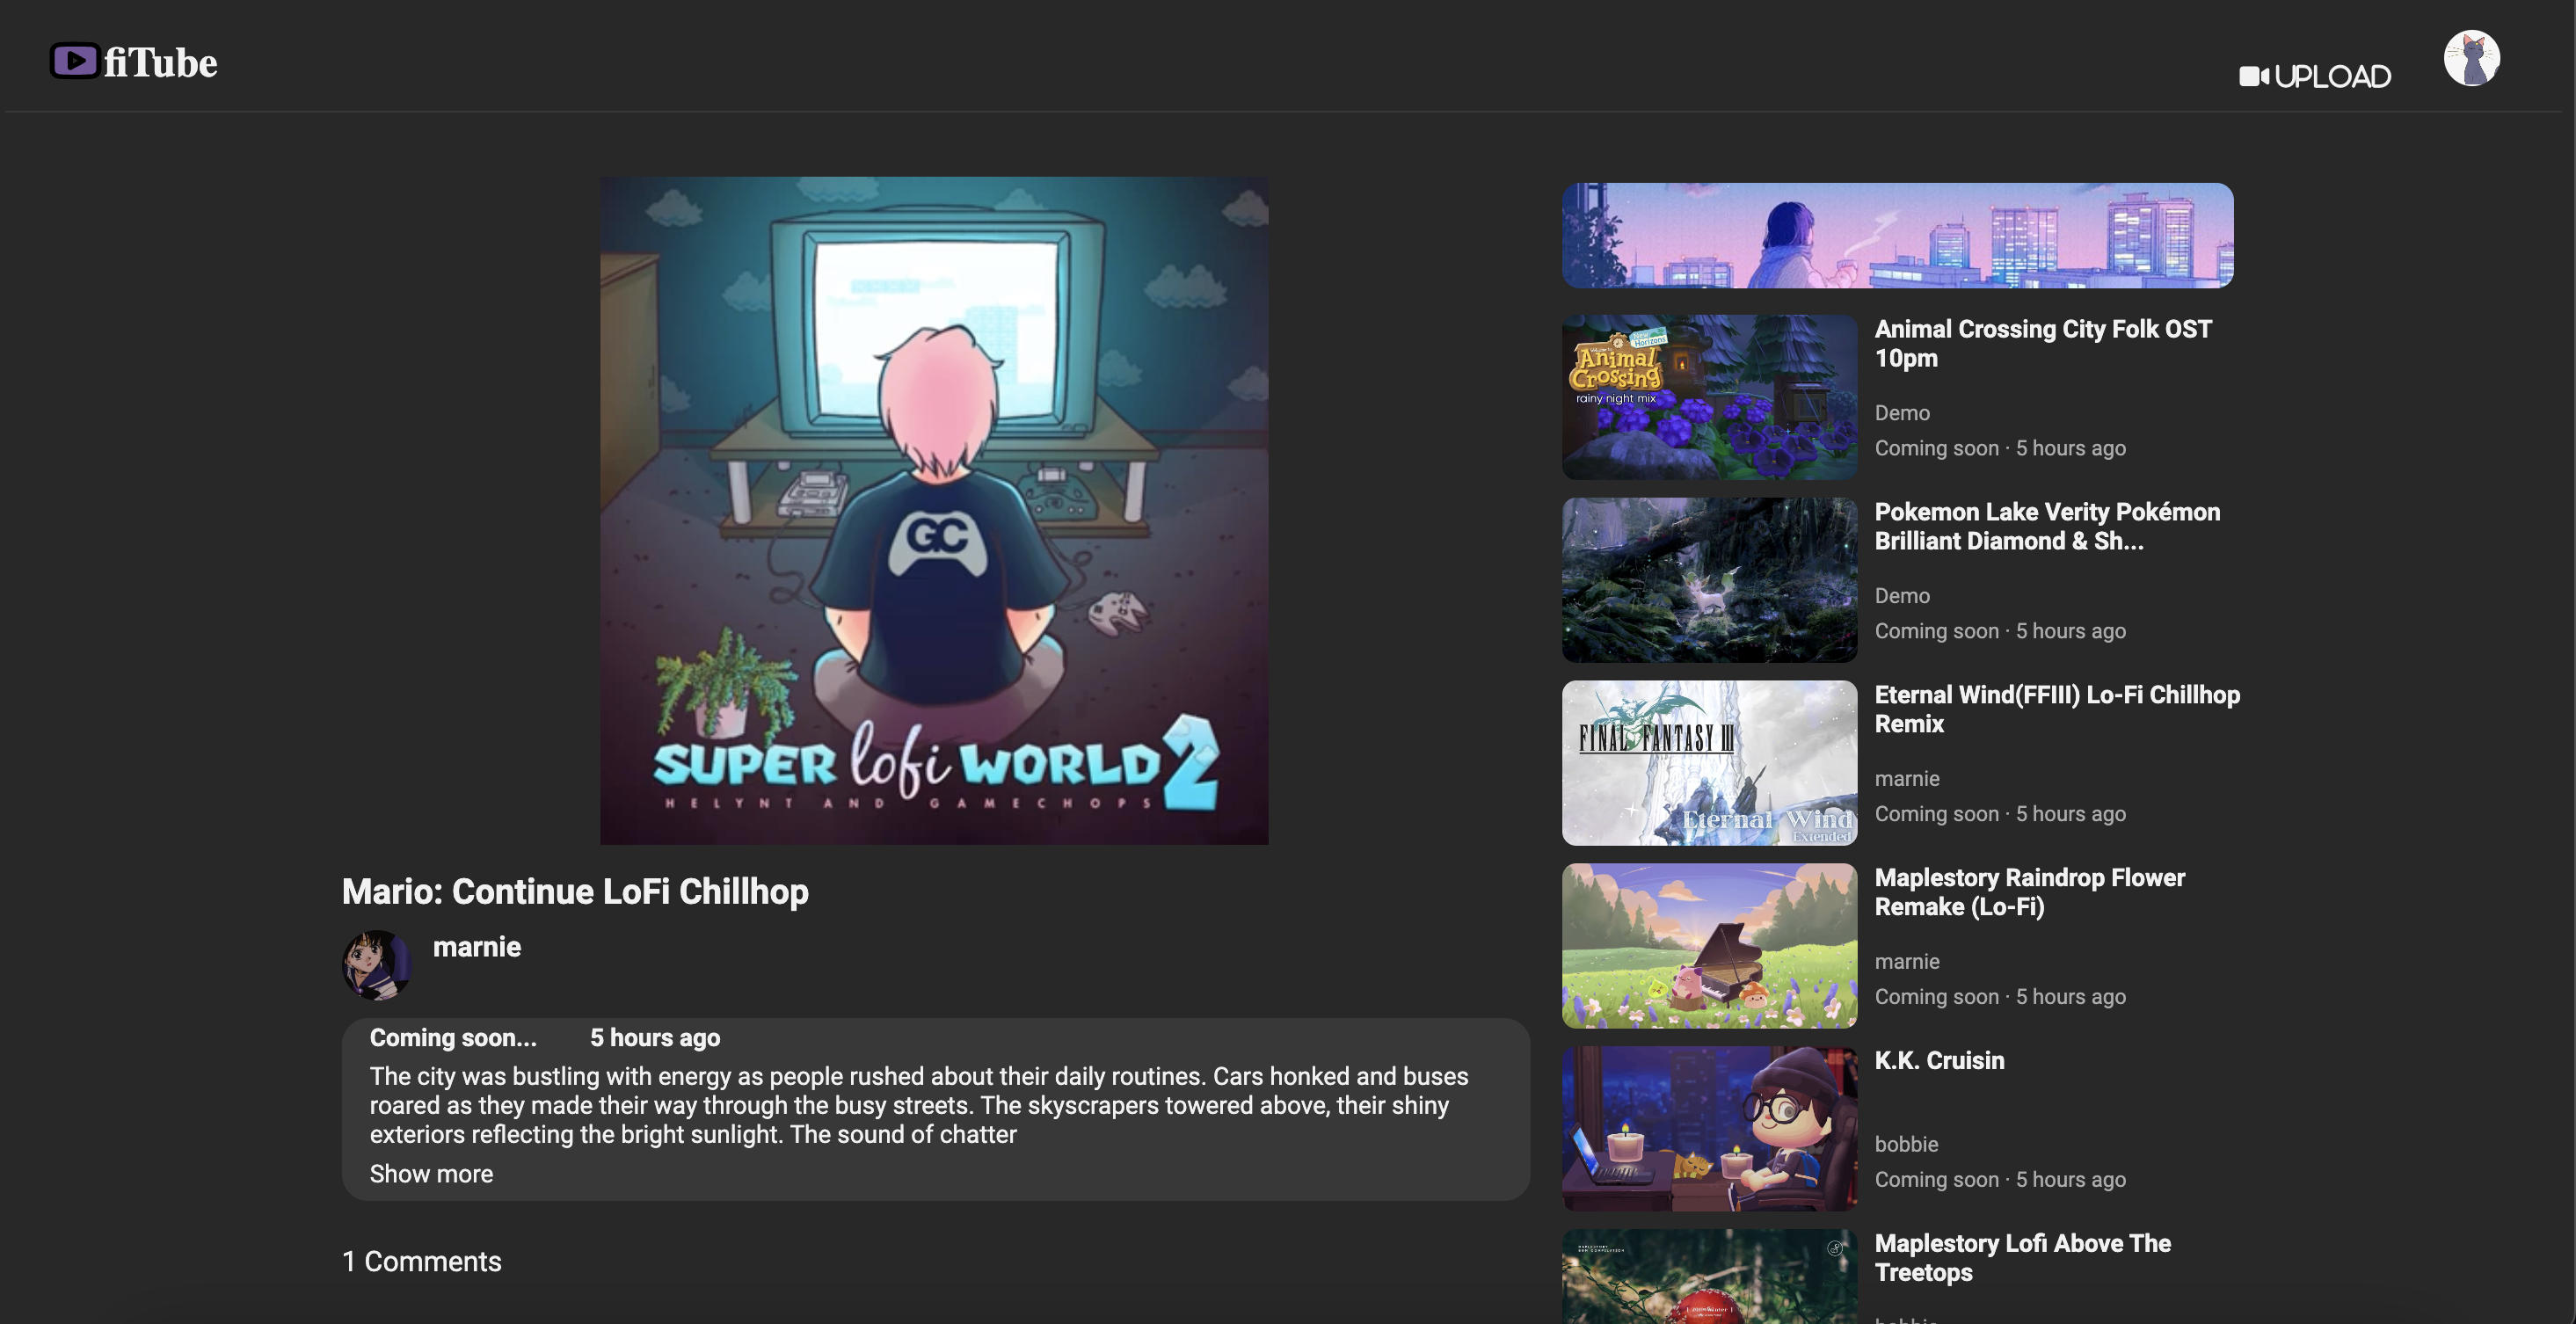 fiTube
UPLOAD
GC
SUPER lofi WORLD 2
HELYNT AND GAMECHOPS
Mario: Continue LoFi Chillhop
marnie
Coming soon... 5 hours ago
The city was bustling with energy as people rushed about their daily routines. Cars honked and buses
roared as they made their way through the busy streets. The skyscrapers towered above, their shiny
exteriors reflecting the bright sunlight. The sound of chatter
Show more
1 Comments
Horizons
Animal
Crossing
rainy night mix
Animal Crossing City Folk OST
10pm
Demo
Coming soon · 5 hours ago
Pokemon Lake Verity Pokémon
Brilliant Diamond & Sh...
Demo
Coming soon · 5 hours ago
FINAL FANTASY III
Eternal Wind
Extended
Eternal Wind(FFIII) Lo-Fi Chillhop
Remix
marnie
Coming soon · 5 hours ago
Maplestory Raindrop Flower
Remake (Lo-Fi)
marnie
Coming soon · 5 hours ago
K.K. Cruisin
bobbie
Coming soon · 5 hours ago
Maplestory Lofi Above The
Treetops